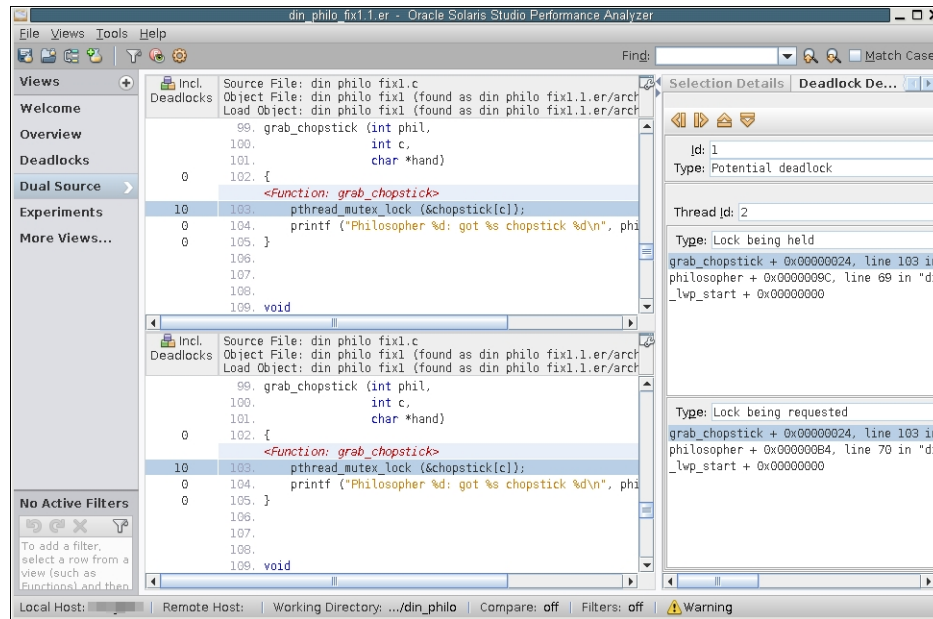 din_philo_fix1.1.er - Oracle Solaris Studio Performance Analyzer
File Views Tools Help
Find: Match Case
Views
Welcome
Overview
Deadlocks
Dual Source
Experiments
More Views...
Incl. Deadlocks
Source File: din philo fix1.c
Object File: din philo fix1 (found as din philo fix1.1.er/arch
Load Object: din philo fix1 (found as din philo fix1.1.er/arch
99. grab_chopstick (int phil,
100. int c,
101. char *hand)
0 102. {
<Function: grab_chopstick>
10 103. pthread_mutex_lock (&chopstick[c]);
0 104. printf ("Philosopher %d: got %s chopstick %d\n", phi
0 105. }
106.
107.
108.
109. void
Incl. Deadlocks
Source File: din philo fix1.c
Object File: din philo fix1 (found as din philo fix1.1.er/arch
Load Object: din philo fix1 (found as din philo fix1.1.er/arch
99. grab_chopstick (int phil,
100. int c,
101. char *hand)
0 102. {
<Function: grab_chopstick>
10 103. pthread_mutex_lock (&chopstick[c]);
0 104. printf ("Philosopher %d: got %s chopstick %d\n", phi
0 105. }
106.
107.
108.
109. void
Selection Details Deadlock De...
Id: 1
Type: Potential deadlock
Thread Id: 2
Type: Lock being held
grab_chopstick + 0x00000024, line 103 i
philosopher + 0x0000009C, line 69 in "d
_lwp_start + 0x00000000
Type: Lock being requested
grab_chopstick + 0x00000024, line 103 i
philosopher + 0x000000B4, line 70 in "d
_lwp_start + 0x00000000
No Active Filters
To add a filter,
select a row from a
view (such as
Functions) and then
Local Host: Remote Host: Working Directory: .../din_philo Compare: off Filters: off Warning